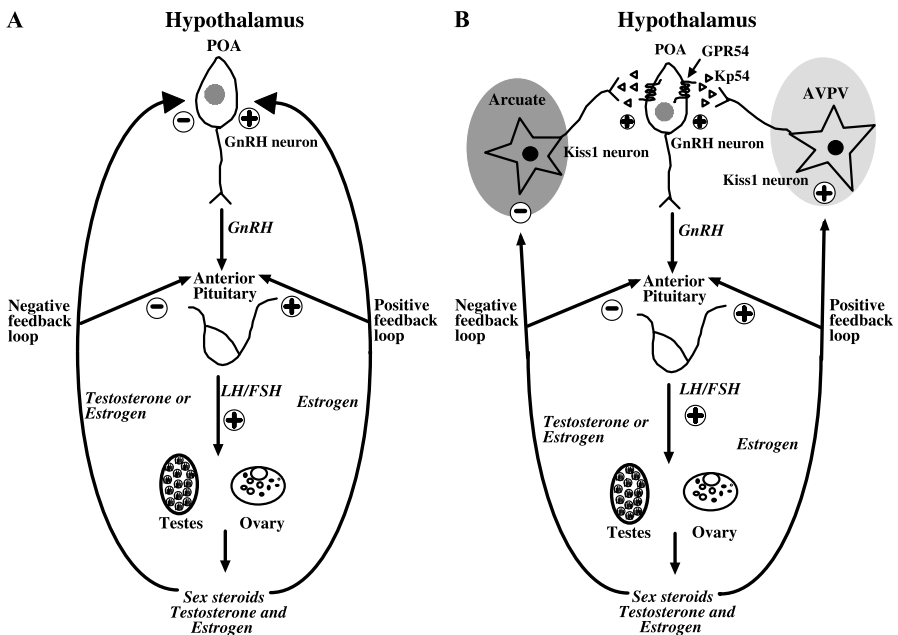 A
Hypothalamus
POA
GnRH neuron
GnRH
Anterior
Pituitary
Negative
feedback
loop
Positive
feedback
loop
LH/FSH
Testosterone or
Estrogen
Estrogen
Testes
Ovary
Sex steroids
Testosterone and
Estrogen
B
Hypothalamus
POA
GPR54
Kp54
Arcuate
AVPV
Kiss1 neuron
GnRH neuron
Kiss1 neuron
GnRH
Anterior
Pituitary
Negative
feedback
loop
Positive
feedback
loop
LH/FSH
Testosterone or
Estrogen
Estrogen
Testes
Ovary
Sex steroids
Testosterone and
Estrogen